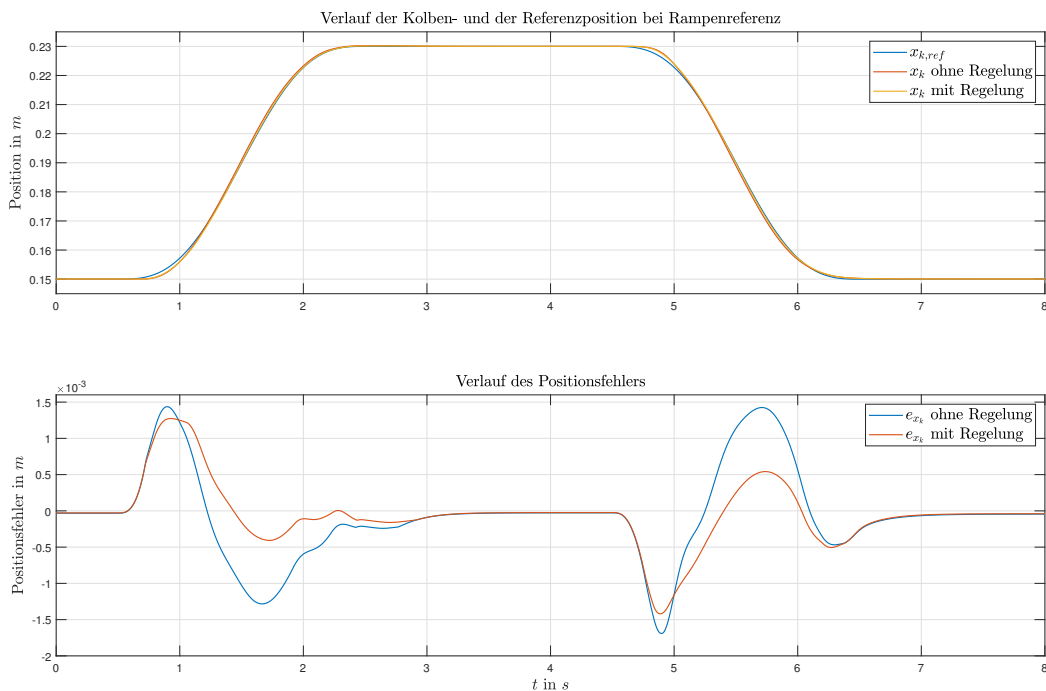 Verlauf der Kolben- und der Referenzposition bei Rampenreferenz
Position in m
0.23
0.22
0.21
0.2
0.19
0.18
0.17
0.16
0.15
0 1 2 3 4 5 6 7 8
x_{k,ref}
x_k ohne Regelung
x_k mit Regelung
Verlauf des Positionsfehlers
×10^{-3}
Positionsfehler in m
1.5
1
0.5
0
-0.5
-1
-1.5
-2
0 1 2 3 4 5 6 7 8
e_{x_k} ohne Regelung
e_{x_k} mit Regelung
t in s